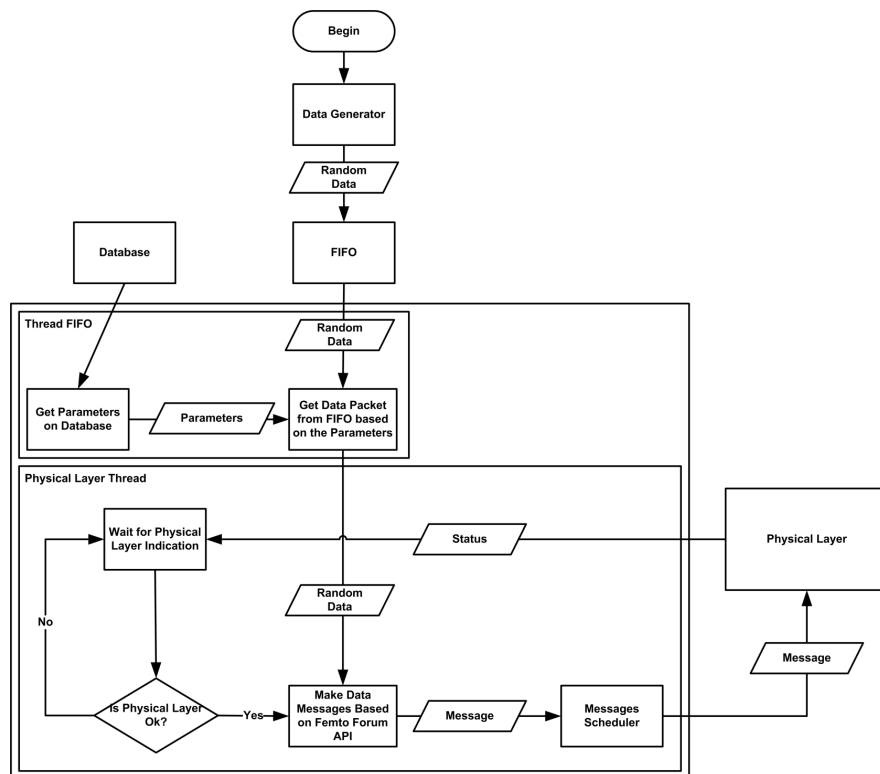 Begin
Data Generator
Random
Data
Database
FIFO
Thread FIFO
Random
Data
Get Parameters
on Database
Parameters
Get Data Packet
from FIFO based
on the Parameters
Physical Layer Thread
Wait for Physical
Layer Indication
Status
Physical Layer
Random
Data
No
Message
Is Physical Layer
Ok?
Yes
Make Data
Messages Based
on Femto Forum
API
Message
Messages
Scheduler